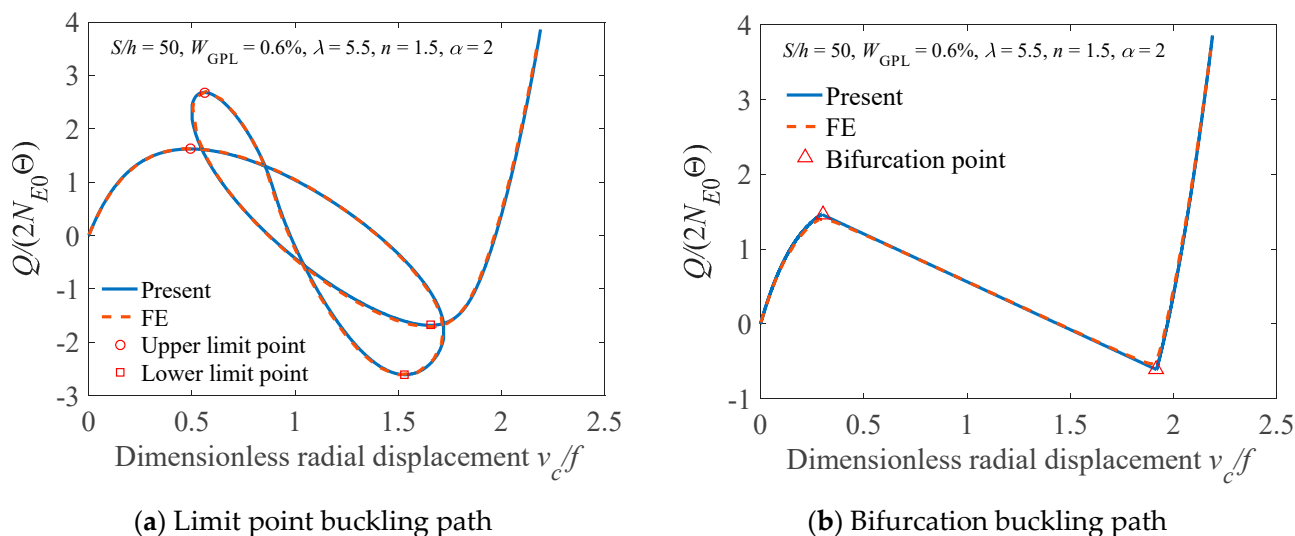 S/h = 50, W_GPL = 0.6%, λ = 5.5, n = 1.5, α = 2
4
3
2
1
0
-1
-2
-3
Q/(2N_E0Θ)
Present
FE
Upper limit point
Lower limit point
0 0.5 1 1.5 2 2.5
Dimensionless radial displacement v_c/f
(a) Limit point buckling path
S/h = 50, W_GPL = 0.6%, λ = 5.5, n = 1.5, α = 2
4
3
2
1
0
-1
Q/(2N_E0Θ)
Present
FE
Bifurcation point
0 0.5 1 1.5 2 2.5
Dimensionless radial displacement v_c/f
(b) Bifurcation buckling path